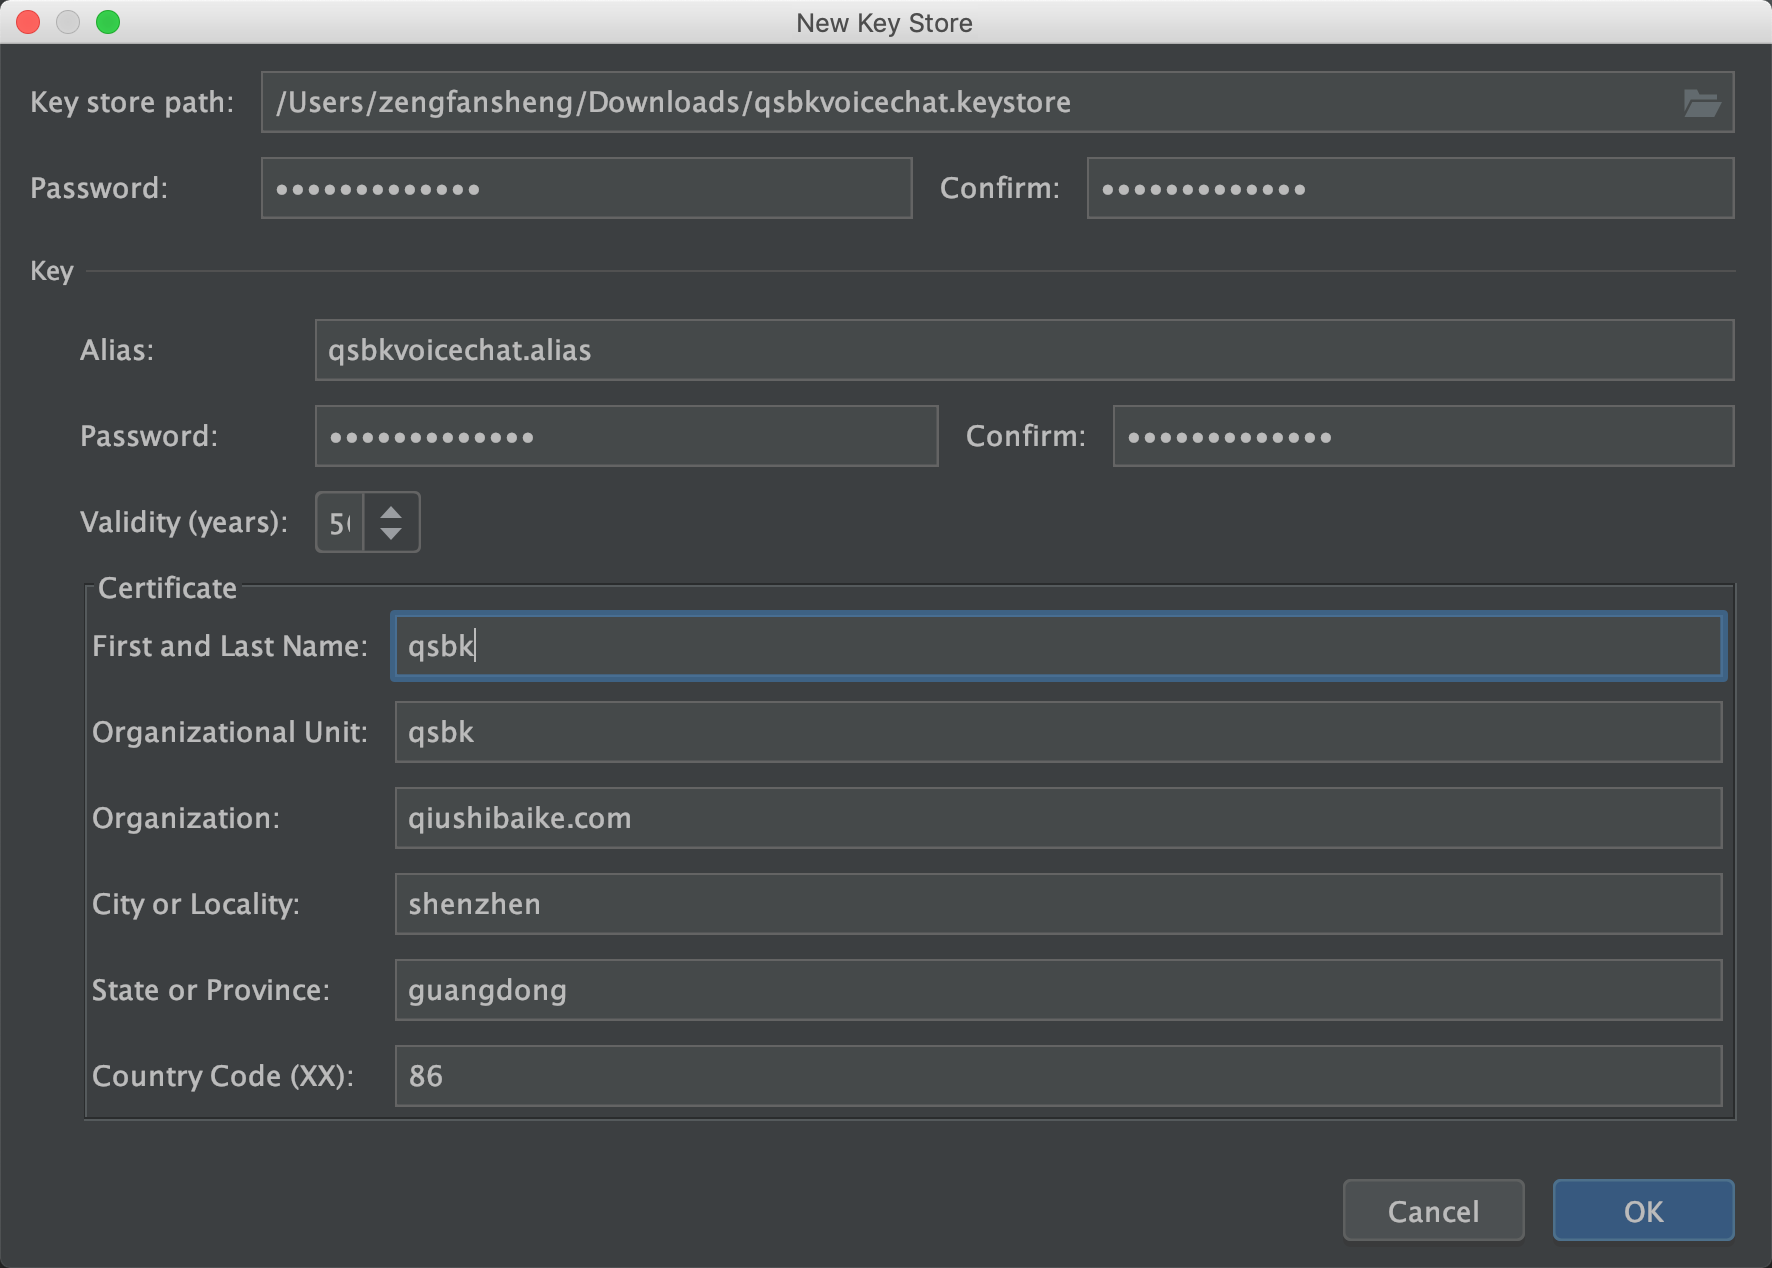 New Key Store
Key store path: /Users/zengfansheng/Downloads/qsbkvoicechat.keystore
Password: ••••••••••••• Confirm: •••••••••••••
Key
Alias: qsbkvoicechat.alias
Password: ••••••••••••• Confirm: •••••••••••••
Validity (years):
Certificate
First and Last Name: qsbk
Organizational Unit: qsbk
Organization: qiushibaike.com
City or Locality: shenzhen
State or Province: guangdong
Country Code (XX): 86
Cancel OK